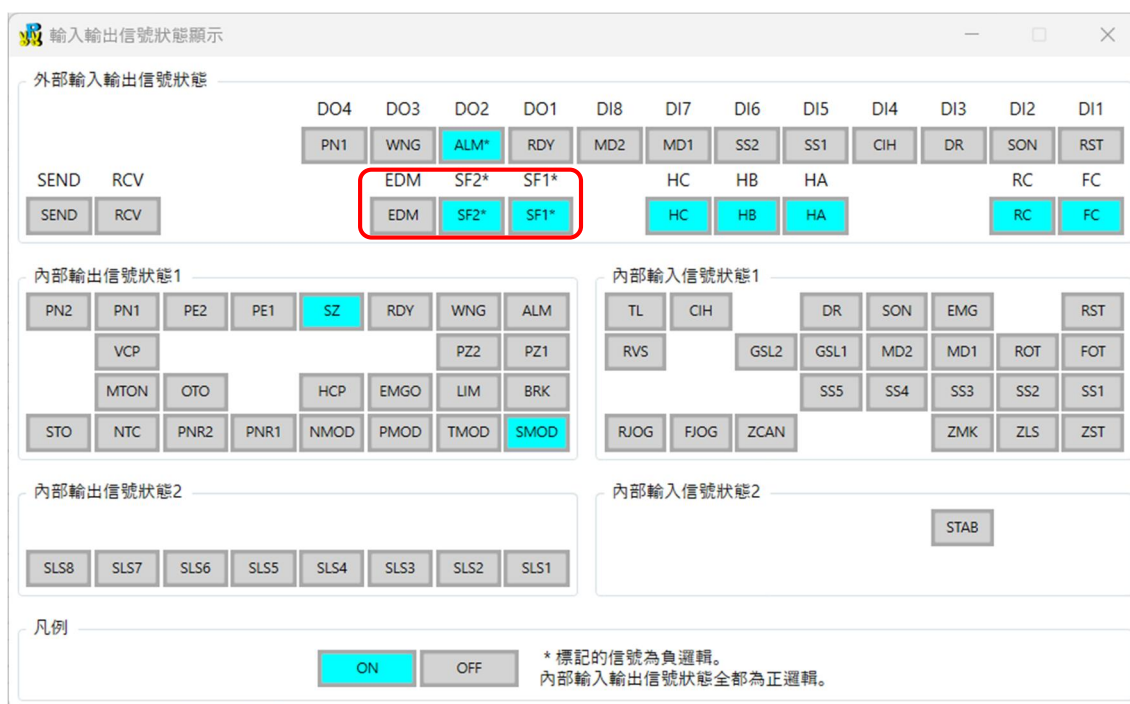 輸入輸出信號狀態顯示
外部輸入輸出信號狀態
DO4 DO3 DO2 DO1 DI8 DI7 DI6 DI5 DI4 DI3 DI2 DI1
PN1 WNG ALM* RDY MD2 MD1 SS2 SS1 CIH DR SON RST
SEND RCV EDM SF2* SF1* HC HB HA RC FC
SEND RCV EDM SF2* SF1* HC HB HA RC FC
內部輸出信號狀態1
PN2 PN1 PE2 PE1 SZ RDY WNG ALM
VCP PZ2 PZ1
MTON OTO HCP EMGO LIM BRK
STO NTC PNR2 PNR1 NMOD PMOD TMOD SMOD
內部輸入信號狀態1
TL CIH DR SON EMG RST
RVS GSL2 GSL1 MD2 MD1 ROT FOT
SS5 SS4 SS3 SS2 SS1
RJOG FJOG ZCAN ZMK ZLS ZST
內部輸出信號狀態2
SLS8 SLS7 SLS6 SLS5 SLS4 SLS3 SLS2 SLS1
內部輸入信號狀態2
STAB
凡例
ON OFF
* 標記的信號為負邏輯。
內部輸入輸出信號狀態全都為正邏輯。